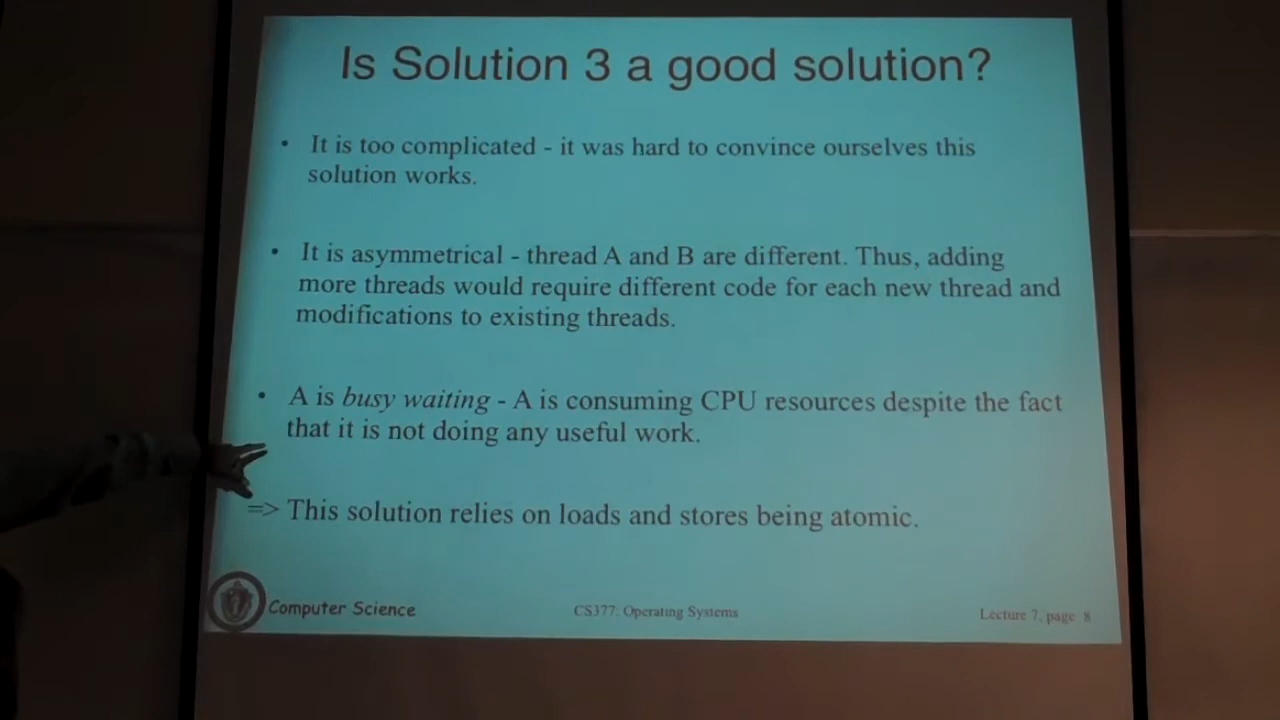 Is Solution 3 a good solution?
• It is too complicated - it was hard to convince ourselves this
solution works.
• It is asymmetrical - thread A and B are different. Thus, adding
more threads would require different code for each new thread and
modifications to existing threads.
• A is busy waiting - A is consuming CPU resources despite the fact
that it is not doing any useful work.
=> This solution relies on loads and stores being atomic.
Computer Science
CS377: Operating Systems
Lecture 7, page 8